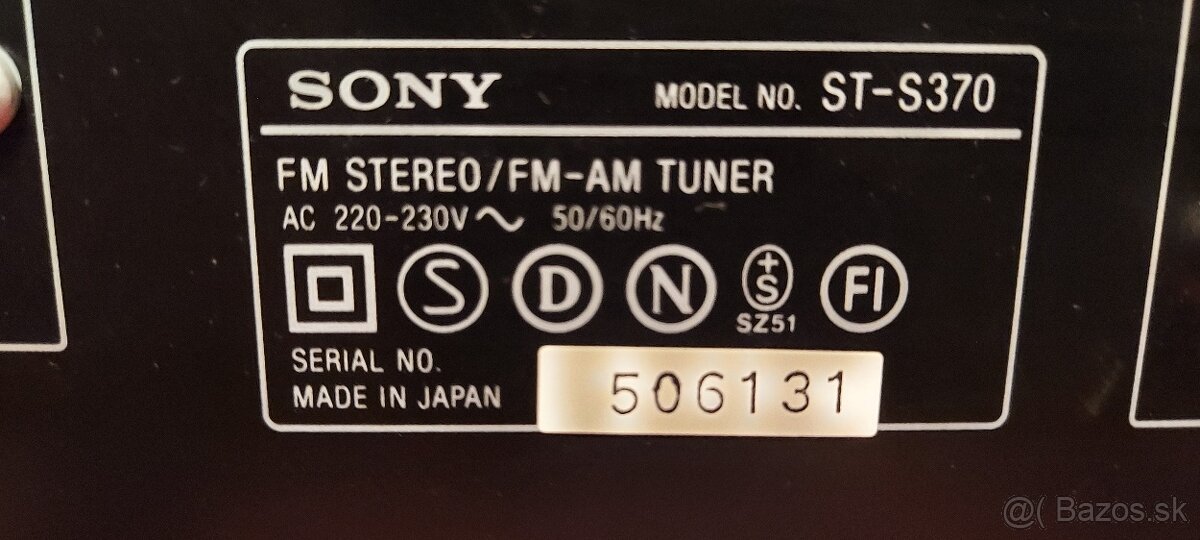 SONY MODEL NO. ST-S370
FM STEREO/FM-AM TUNER
AC 220-230V ~ 50/60Hz
S D N +S FI
SZ51
SERIAL NO. 506131
MADE IN JAPAN
@( Bazos.sk